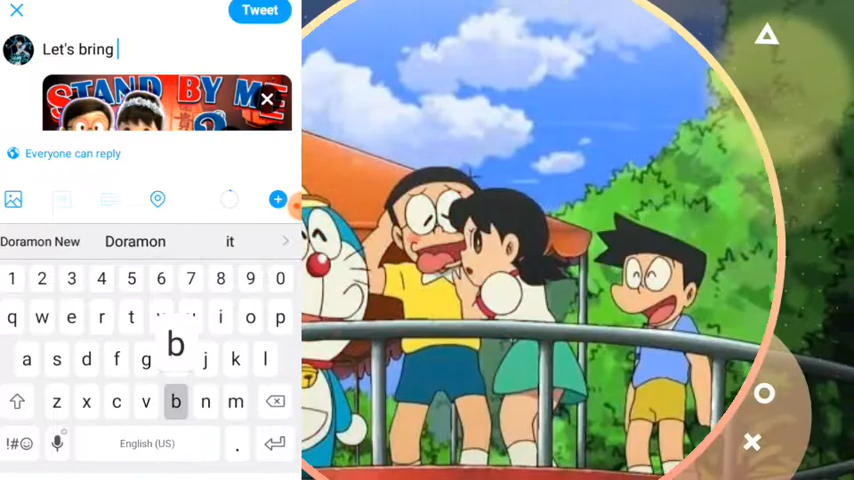 Tweet
Let's bring
STAND BY ME
2
Everyone can reply
Doramon New Doramon it
1 2 3 4 5 6 7 8 9 0
q w e r t u i o p
a s d f g b j k l
z x c v b n m
!#☺ English (US) .